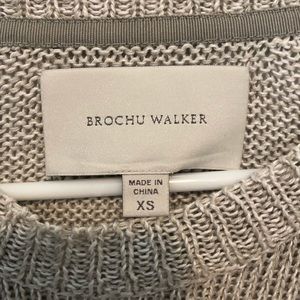 BROCHU WALKER
MADE IN
CHINA
XS